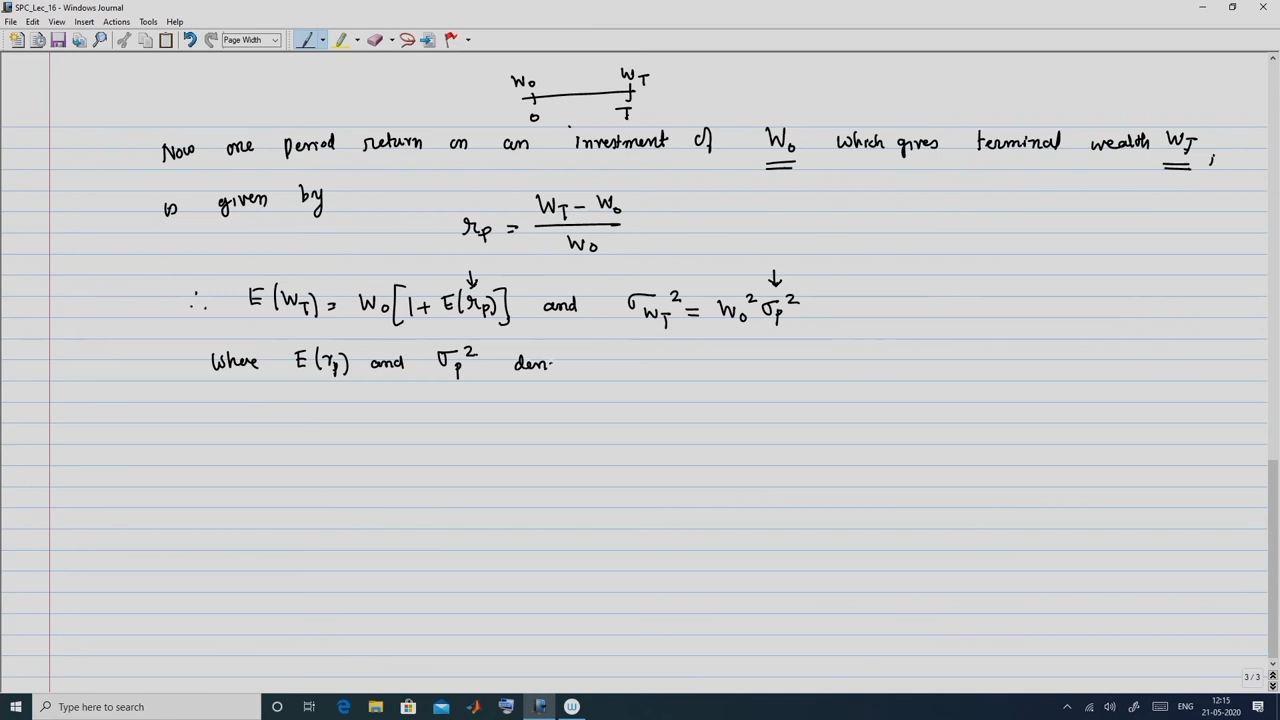 SPC_Lec_16 - Windows Journal
File Edit View Insert Actions Tools Help
Page Width
W0 WT
0 T
Now one period return on an investment of W0 which gives terminal wealth WT,
is given by
rp = (WT - W0) / W0
∴ E(WT) = W0[1 + E(rp)] and σWT² = W0² σp²
Where E(rp) and σp² den
3 / 3
Type here to search
ENG
12:15
21-05-2020